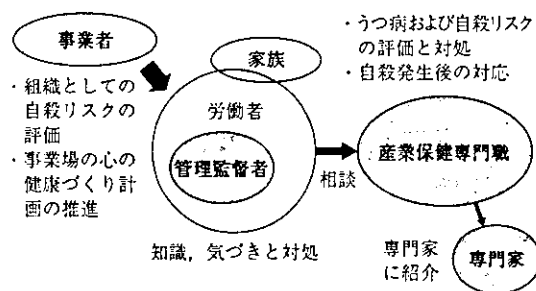 事業者
・組織としての
自殺リスクの
評価
・事業場の心の
健康づくり計
画の推進
家族
労働者
管理監督者
知識，気づきと対処
相談
・うつ病および自殺リスク
の評価と対処
・自殺発生後の対応
産業保健専門職
専門家
に紹介
専門家